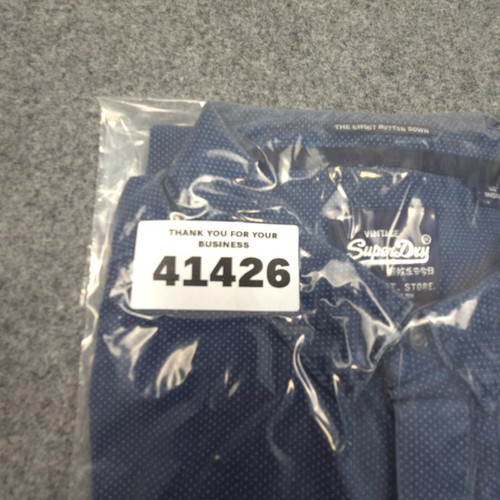 THE SHIRT BUTTON DOWN
THANK YOU FOR YOUR
BUSINESS
41426
VINTAGE
SuperDry®
T. STORE.